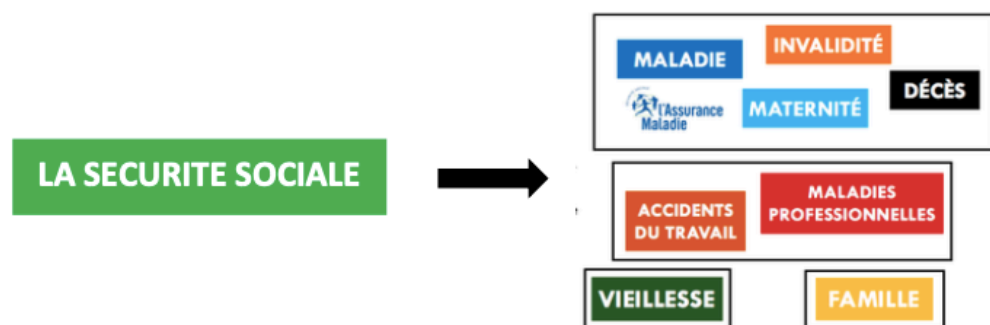 LA SECURITE SOCIALE
MALADIE
INVALIDITÉ
DÉCÈS
l'Assurance
Maladie
MATERNITÉ
ACCIDENTS
DU TRAVAIL
MALADIES
PROFESSIONNELLES
VIEILLESSE
FAMILLE